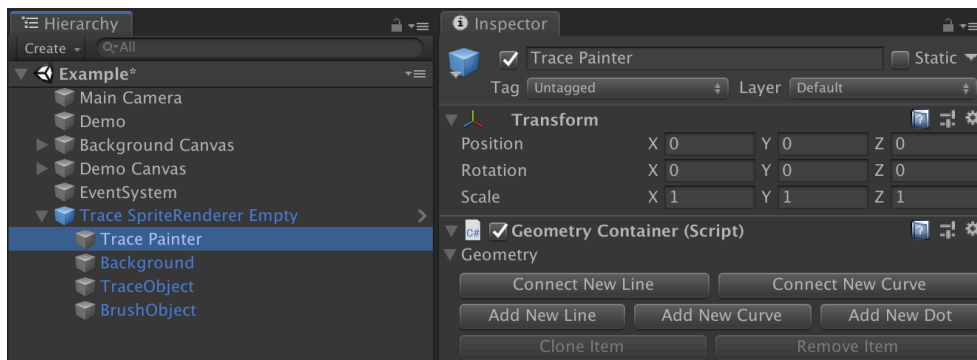 Hierarchy
Create
All
Example*
Main Camera
Demo
Background Canvas
Demo Canvas
EventSystem
Trace SpriteRenderer Empty
Trace Painter
Background
TraceObject
BrushObject
Inspector
Trace Painter Static
Tag Untagged Layer Default
Transform
Position X 0 Y 0 Z 0
Rotation X 0 Y 0 Z 0
Scale X 1 Y 1 Z 1
C# Geometry Container (Script)
Geometry
Connect New Line Connect New Curve
Add New Line Add New Curve Add New Dot
Clone Item Remove Item